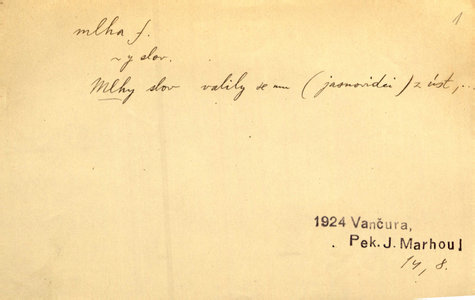 1
mlha f.
~y slov.
Mlhy slov valily se mu (jasnovidci) z úst,...
1924 Vančura,
Pek. J. Marhoul
14, 8.